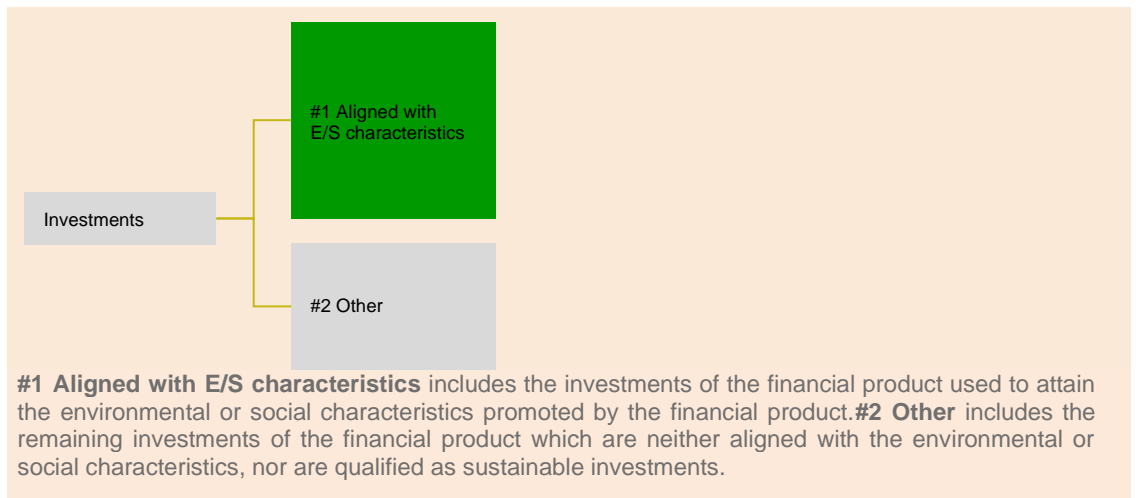 #1 Aligned with
E/S characteristics
Investments
#2 Other
#1 Aligned with E/S characteristics includes the investments of the financial product used to attain
the environmental or social characteristics promoted by the financial product.#2 Other includes the
remaining investments of the financial product which are neither aligned with the environmental or
social characteristics, nor are qualified as sustainable investments.